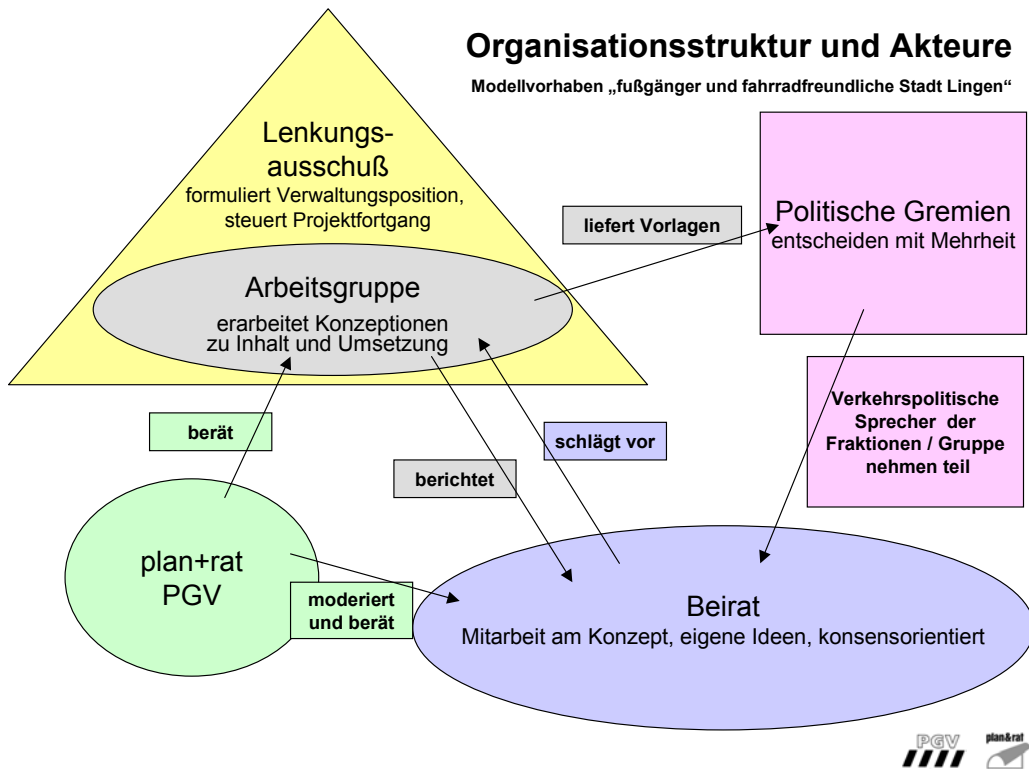 Organisationsstruktur und Akteure
Modellvorhaben „fußgänger und fahrradfreundliche Stadt Lingen“
Lenkungs-
ausschuß
formuliert Verwaltungsposition,
steuert Projektfortgang
Arbeitsgruppe
erarbeitet Konzeptionen
zu Inhalt und Umsetzung
liefert Vorlagen
Politische Gremien
entscheiden mit Mehrheit
Verkehrspolitische
Sprecher der
Fraktionen / Gruppe
nehmen teil
berät
schlägt vor
berichtet
plan+rat
PGV
moderiert
und berät
Beirat
Mitarbeit am Konzept, eigene Ideen, konsensorientiert
PGV
plan&rat